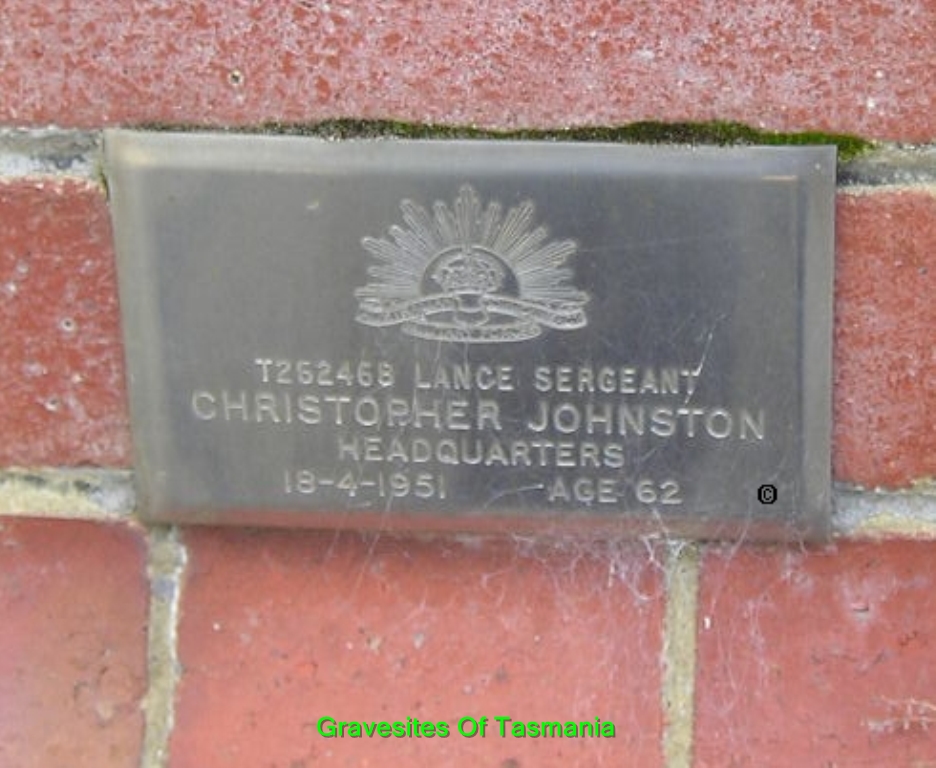 T262468 LANCE SERGEANT
CHRISTOPHER JOHNSTON
HEADQUARTERS
18-4-1951 AGE 62
©
Gravesites Of Tasmania